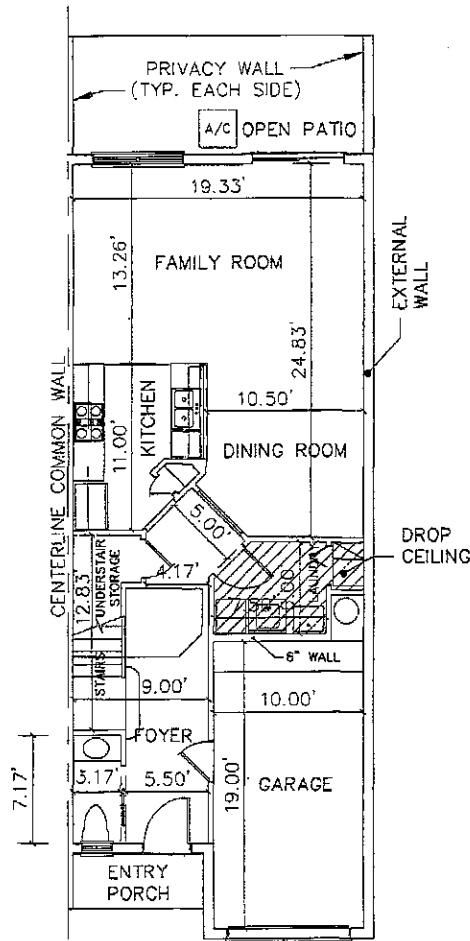 PRIVACY WALL
(TYP. EACH SIDE)
A/C
OPEN PATIO
19.33'
FAMILY ROOM
13.26'
24.83'
EXTERNAL
WALL
CENTERLINE COMMON WALL
KITCHEN
11.00'
10.50'
DINING ROOM
5.00'
DROP
CEILING
4.17'
UNDERSTAIR
STORAGE
12.83'
6" WALL
STAIRS
9.00'
10.00'
FOYER
7.17'
3.17'
5.50'
19.00'
GARAGE
ENTRY
PORCH